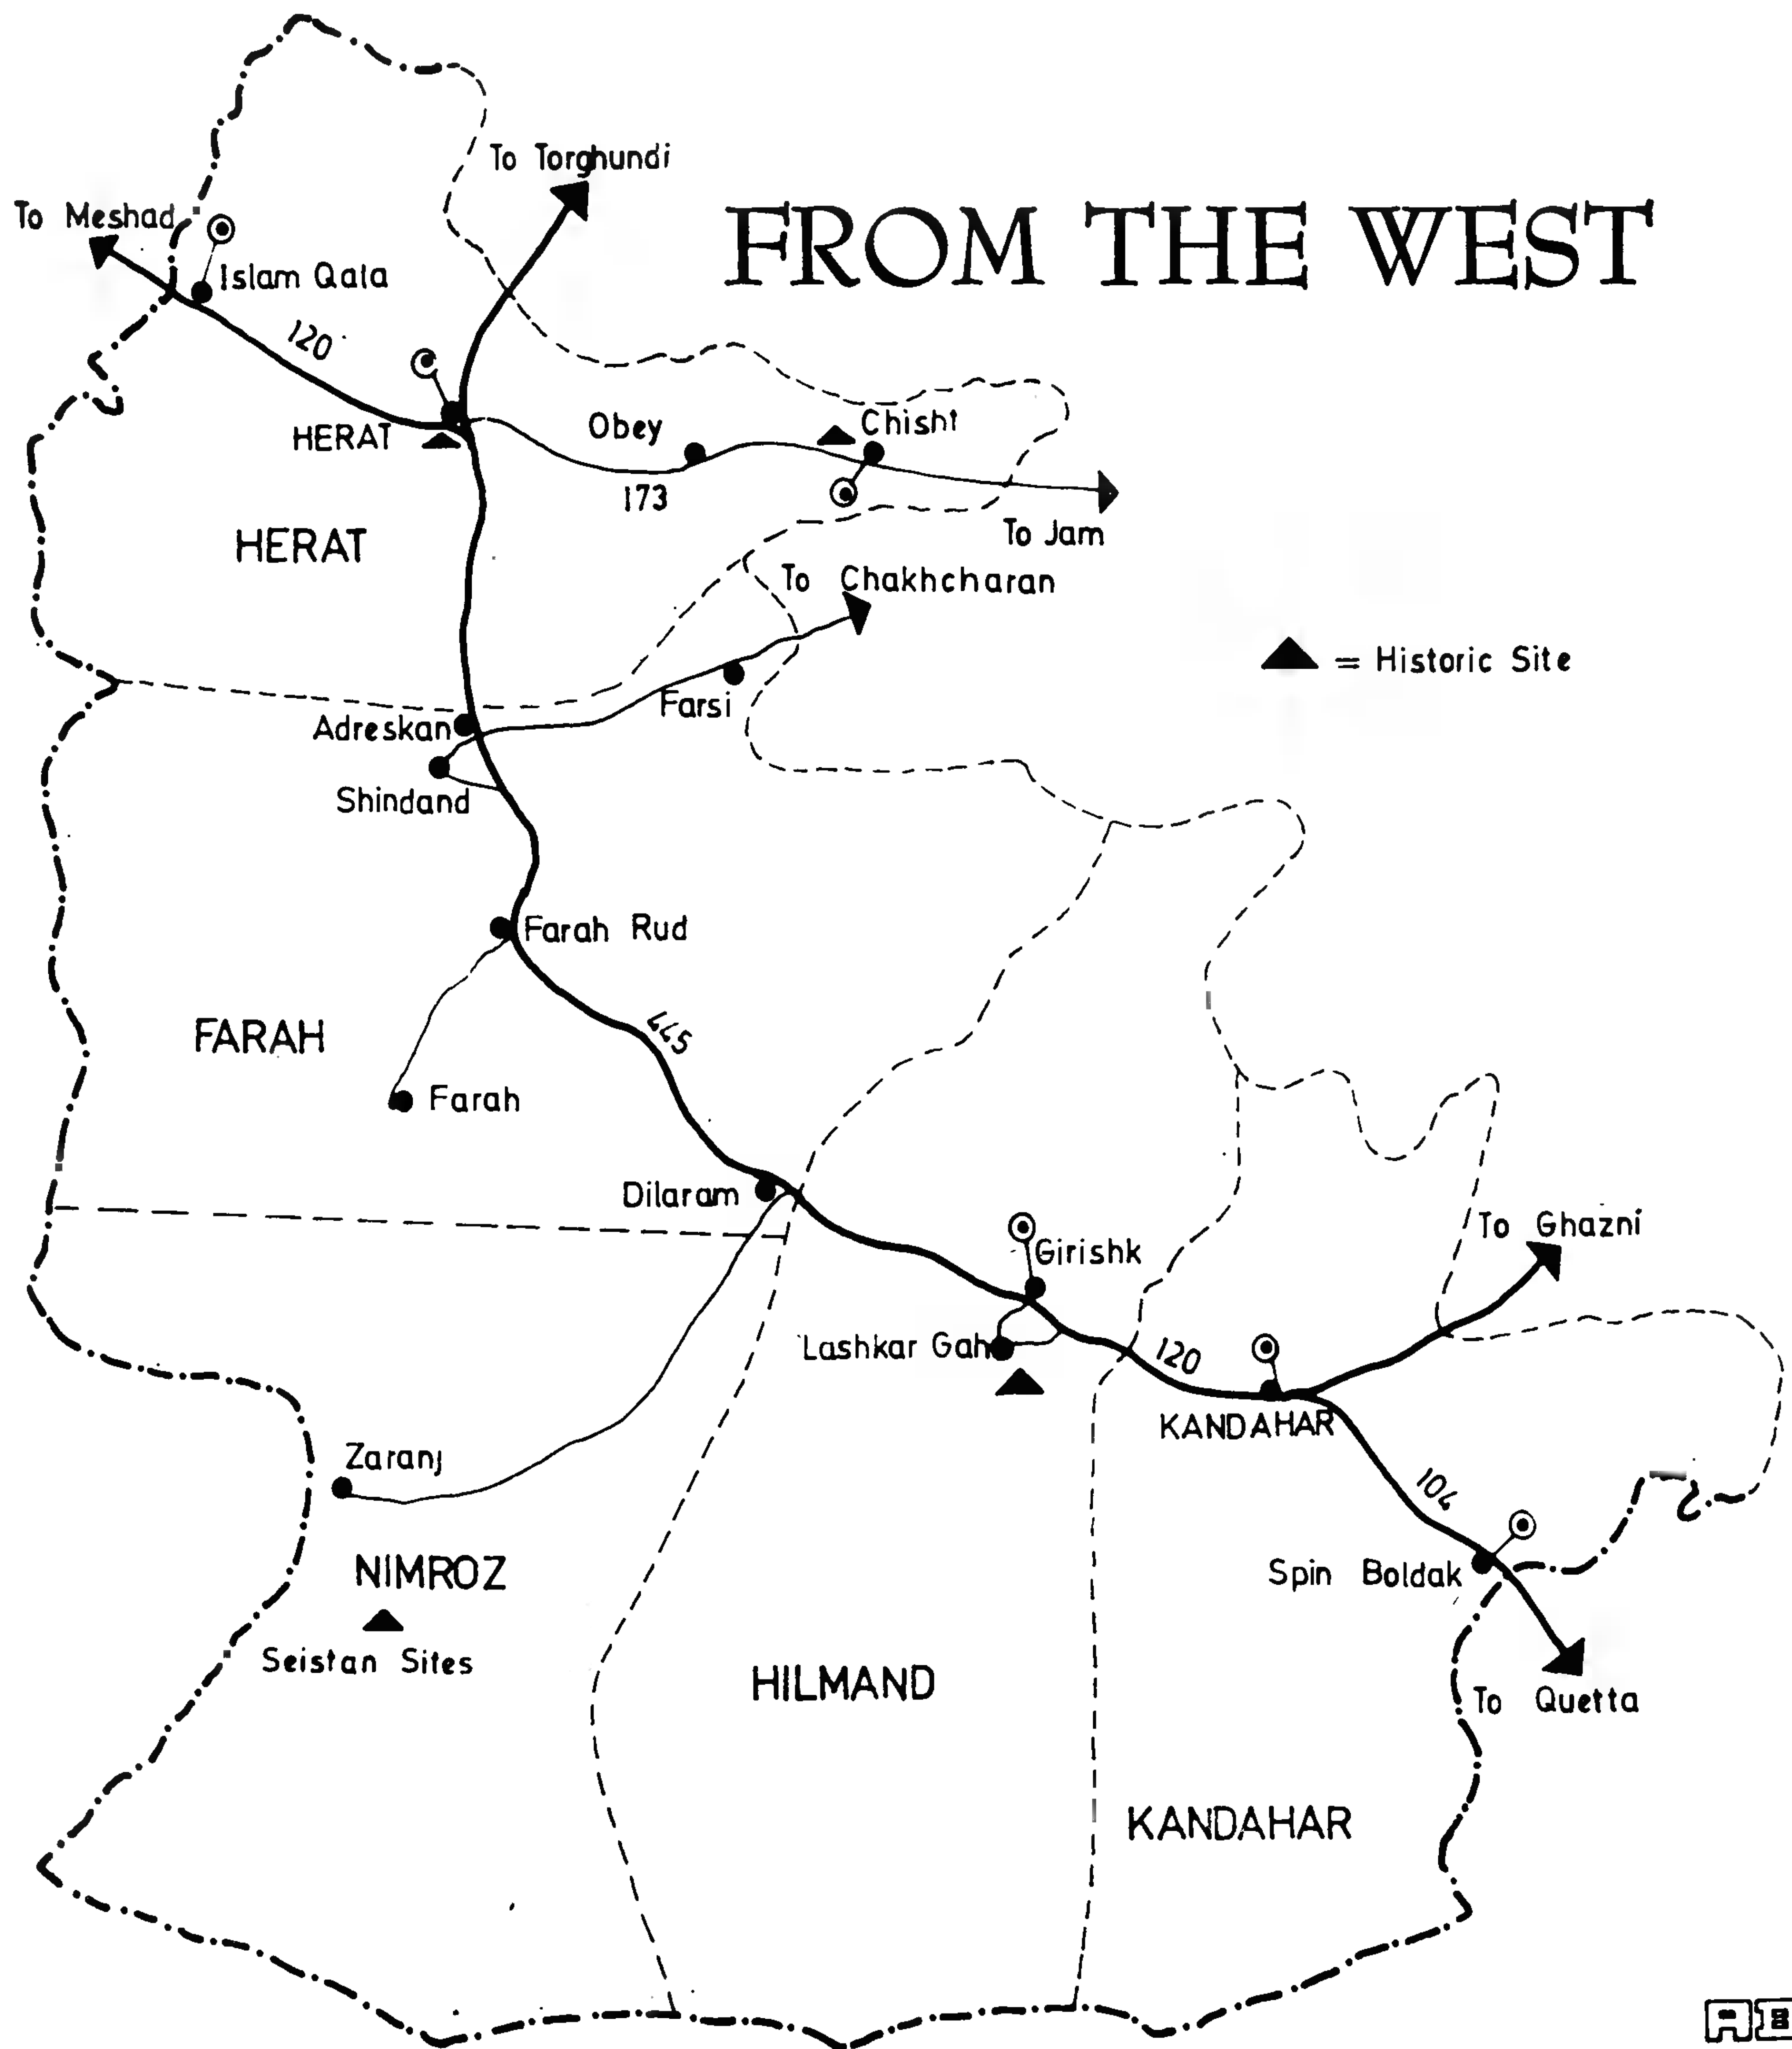 To Torghundi
To Meshad
FROM THE WEST
Islam Qala
120
HERAT
Obey
Chisht
173
To Jam
HERAT
To Chakhcharan
= Historic Site
Farsi
Adreskan
Shindand
Farah Rud
445
FARAH
Farah
Dilaram
To Ghazni
Girishk
Lashkar Gah
120
KANDAHAR
Zaranj
104
NIMROZ
Spin Boldak
Seistan Sites
HILMAND
To Quetta
KANDAHAR